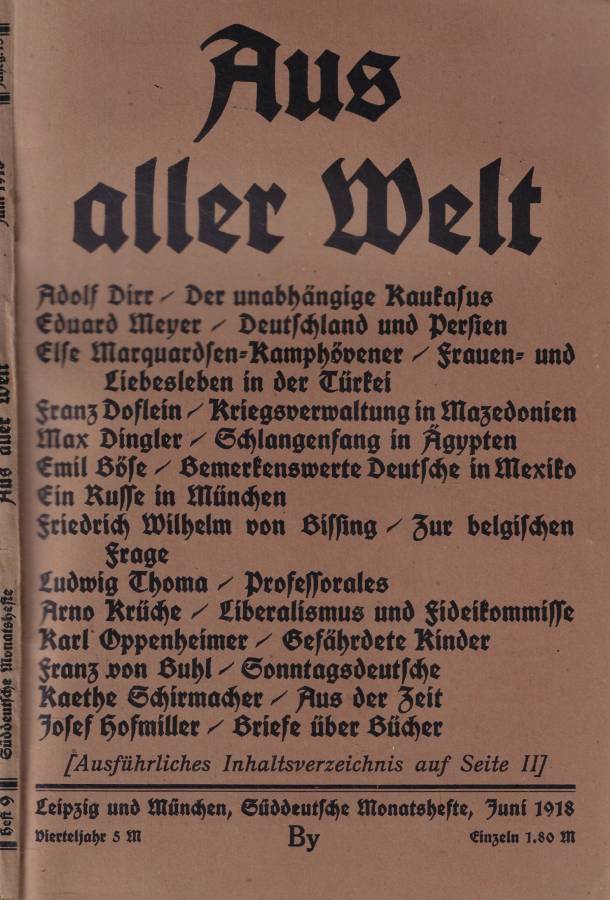 Aus
aller Welt
Adolf Dirr / Der unabhängige Kaukasus
Eduard Meyer / Deutschland und Persien
Else Marquardsen-Kamphövener / Frauen- und
Liebesleben in der Türkei
Franz Doflein / Kriegsverwaltung in Mazedonien
Max Dingler / Schlangenfang in Ägypten
Emil Böse / Bemerkenswerte Deutsche in Mexiko
Ein Russe in München
Friedrich Wilhelm von Bissing / Zur belgischen
Frage
Ludwig Thoma / Professorales
Arno Krüche / Liberalismus und Fideikommisse
Karl Oppenheimer / Gefährdete Kinder
Franz von Buhl / Sonntagsdeutsche
Kaethe Schirmacher / Aus der Zeit
Josef Hofmiller / Briefe über Bücher
[Ausführliches Inhaltsverzeichnis auf Seite II]
Leipzig und München, Süddeutsche Monatshefte, Juni 1918
Vierteljahr 5 M By Einzeln 1.80 M
Heft 9 Süddeutsche Monatshefte Aus aller Welt Juni 1918